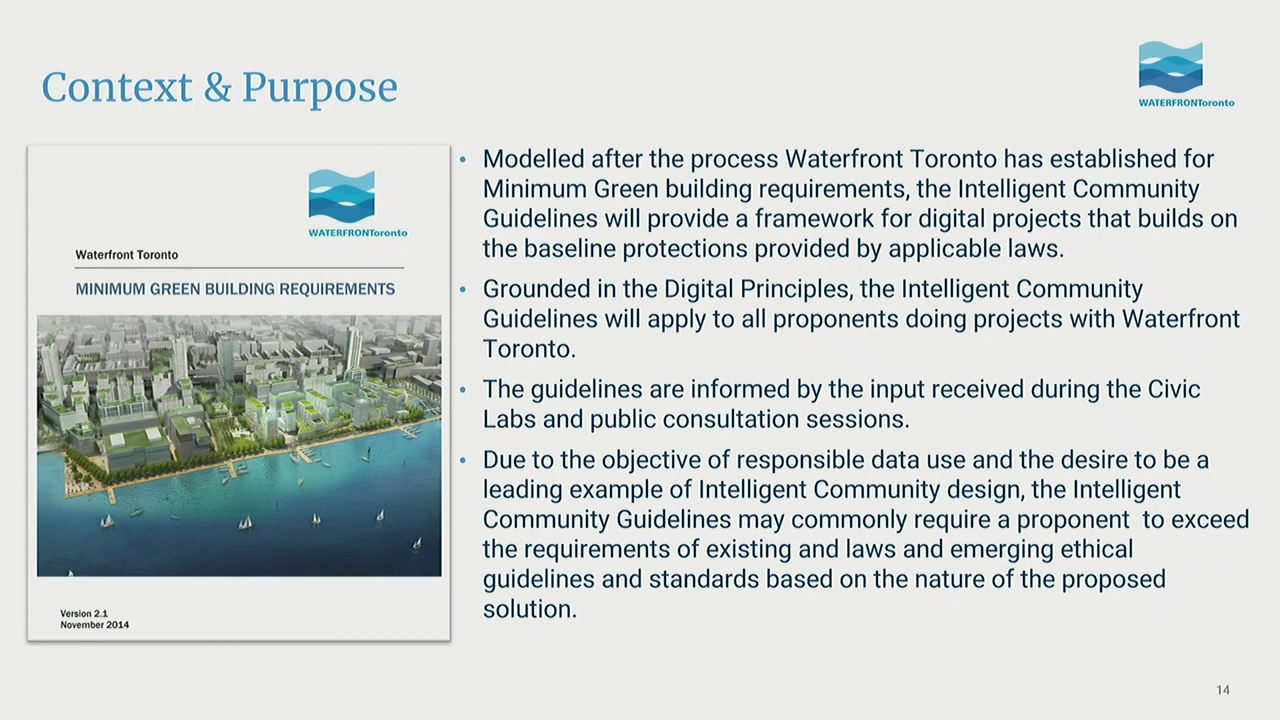 Context & Purpose
WATERFRONToronto
WATERFRONToronto
Waterfront Toronto
MINIMUM GREEN BUILDING REQUIREMENTS
Version 2.1
November 2014
• Modelled after the process Waterfront Toronto has established for
Minimum Green building requirements, the Intelligent Community
Guidelines will provide a framework for digital projects that builds on
the baseline protections provided by applicable laws.
• Grounded in the Digital Principles, the Intelligent Community
Guidelines will apply to all proponents doing projects with Waterfront
Toronto.
• The guidelines are informed by the input received during the Civic
Labs and public consultation sessions.
• Due to the objective of responsible data use and the desire to be a
leading example of Intelligent Community design, the Intelligent
Community Guidelines may commonly require a proponent  to exceed
the requirements of existing and laws and emerging ethical
guidelines and standards based on the nature of the proposed
solution.
14